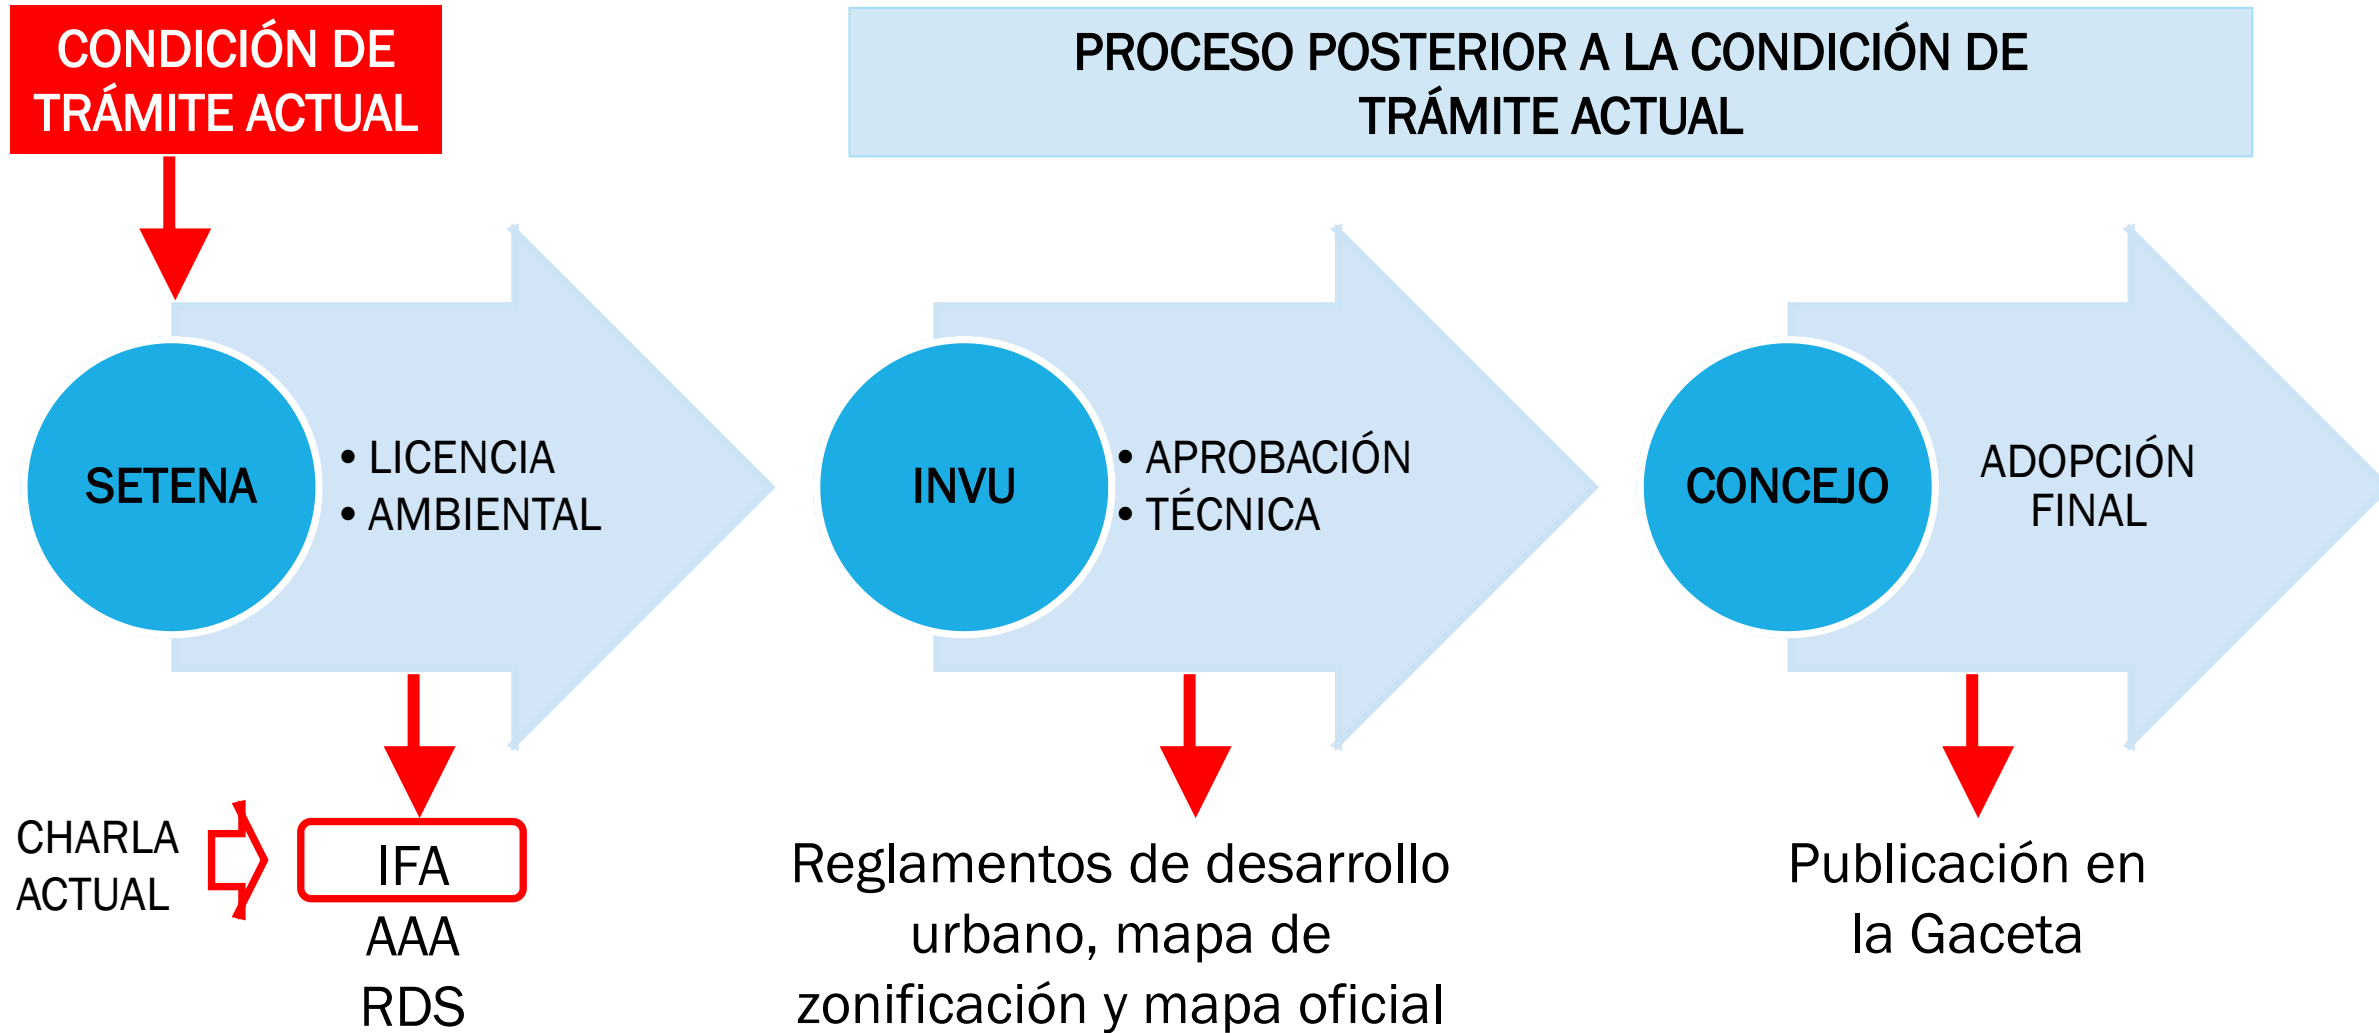 CONDICIÓN DE
TRÁMITE ACTUAL
PROCESO POSTERIOR A LA CONDICIÓN DE
TRÁMITE ACTUAL
SETENA
• LICENCIA
• AMBIENTAL
INVU
• APROBACIÓN
• TÉCNICA
CONCEJO
ADOPCIÓN
FINAL
CHARLA
ACTUAL
IFA
AAA
RDS
Reglamentos de desarrollo
urbano, mapa de
zonificación y mapa oficial
Publicación en
la Gaceta